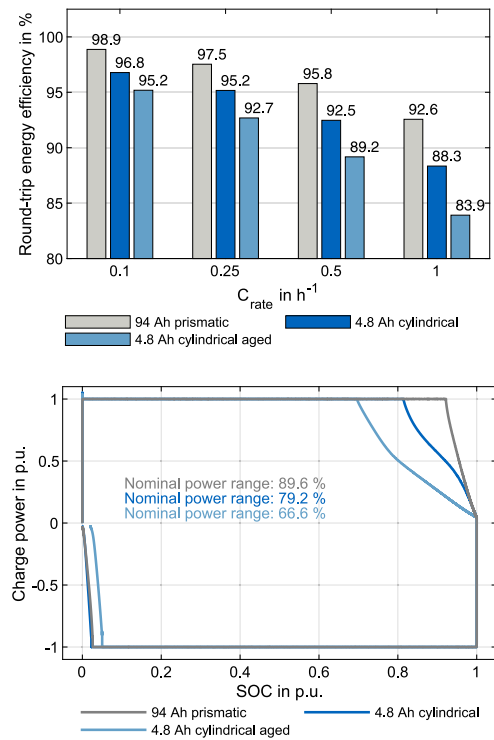 Round-trip energy efficiency in %
100
95
90
85
80
98.9
96.8
95.2
97.5
95.2
92.7
95.8
92.5
89.2
92.6
88.3
83.9
0.1
0.25
0.5
1
C_rate in h⁻¹
94 Ah prismatic
4.8 Ah cylindrical
4.8 Ah cylindrical aged
Charge power in p.u.
1
0.5
0
-0.5
-1
Nominal power range: 89.6 %
Nominal power range: 79.2 %
Nominal power range: 66.6 %
0
0.2
0.4
0.6
0.8
1
SOC in p.u.
94 Ah prismatic
4.8 Ah cylindrical
4.8 Ah cylindrical aged